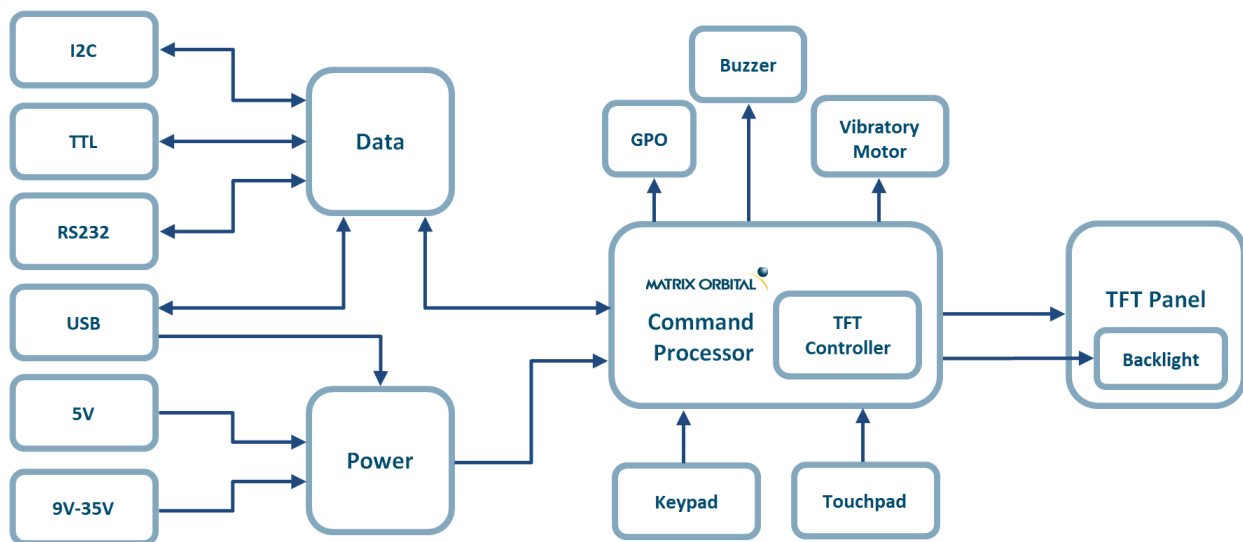 I2C
TTL
RS232
USB
5V
9V-35V
Data
Power
GPO
Buzzer
Vibratory
Motor
MATRIX ORBITAL
Command
Processor
TFT
Controller
Keypad
Touchpad
TFT Panel
Backlight